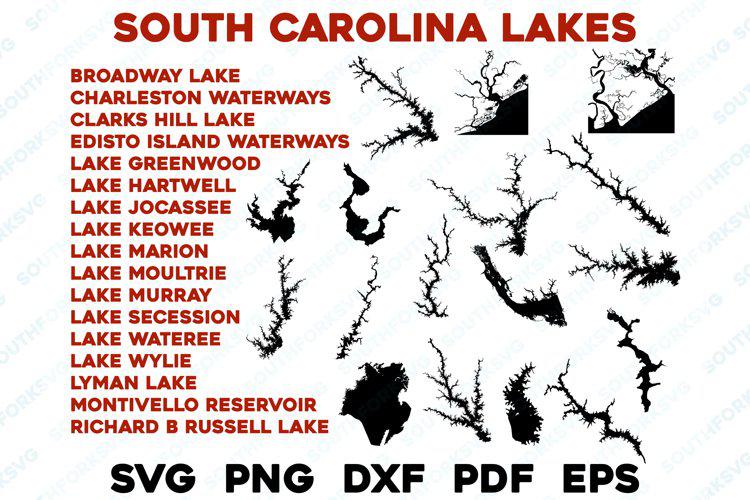 SOUTH CAROLINA LAKES
BROADWAY LAKE
CHARLESTON WATERWAYS
CLARKS HILL LAKE
EDISTO ISLAND WATERWAYS
LAKE GREENWOOD
LAKE HARTWELL
LAKE JOCASSEE
LAKE KEOWEE
LAKE MARION
LAKE MOULTRIE
LAKE MURRAY
LAKE SECESSION
LAKE WATEREE
LAKE WYLIE
LYMAN LAKE
MONTIVELLO RESERVOIR
RICHARD B RUSSELL LAKE
SVG PNG DXF PDF EPS
SOUTHFORKSVG